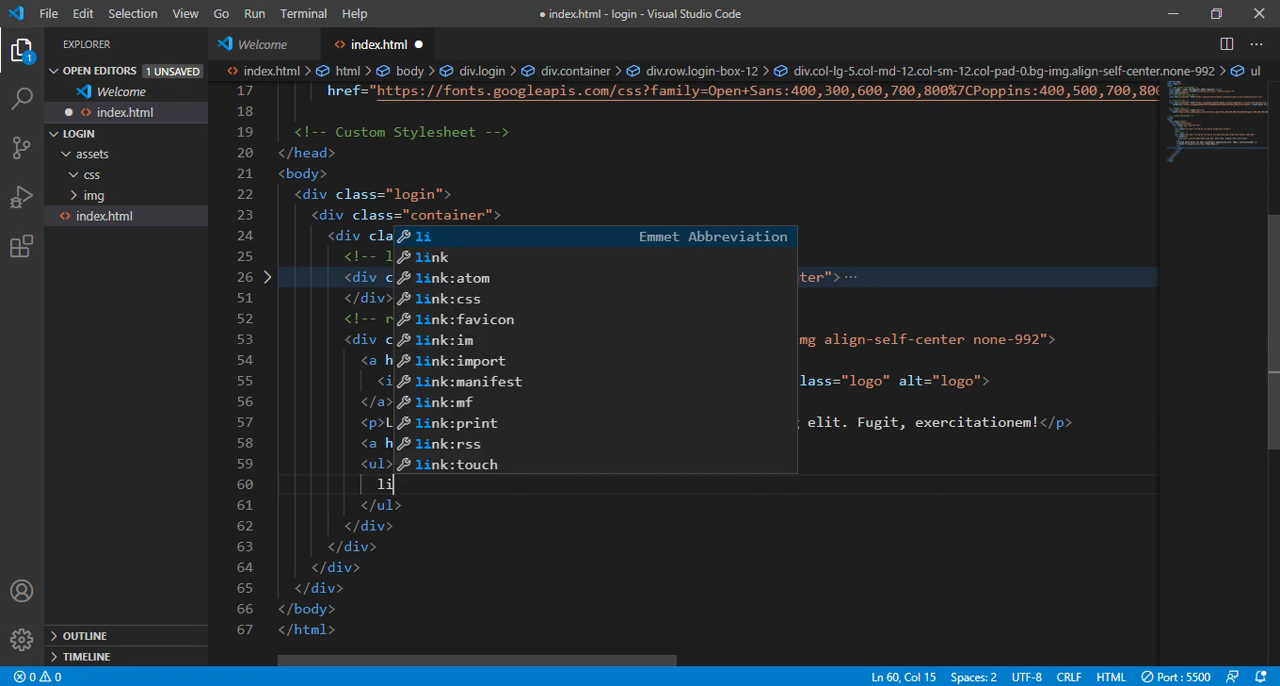 File Edit Selection View Go Run Terminal Help ● index.html - login - Visual Studio Code
EXPLORER Welcome index.html ●
OPEN EDITORS 1 UNSAVED index.html > html > body > div.login > div.container > div.row.login-box-12 > div.col-lg-5.col-md-12.col-sm-12.col-pad-0.bg-img.align-self-center.none-992 > ul
Welcome
index.html
LOGIN
assets
css
img
index.html
17 href="https://fonts.googleapis.com/css?family=Open+Sans:400,300,600,700,800%7CPoppins:400,500,700,800
18
19 <!-- Custom Stylesheet -->
20 </head>
21 <body>
22 <div class="login">
23 <div class="container">
24 <div cla
25 <!-- l
26 <div c ter"> ···
51 </div>
52 <!-- r
53 <div c mg align-self-center none-992">
54 <a h
55 <i lass="logo" alt="logo">
56 </a>
57 <p>L g elit. Fugit, exercitationem!</p>
58 <a h
59 <ul>
60 li
61 </ul>
62 </div>
63 </div>
64 </div>
65 </div>
66 </body>
67 </html>
li Emmet Abbreviation
link
link:atom
link:css
link:favicon
link:im
link:import
link:manifest
link:mf
link:print
link:rss
link:touch
1
OUTLINE
TIMELINE
0 0 Ln 60, Col 15 Spaces: 2 UTF-8 CRLF HTML Port : 5500